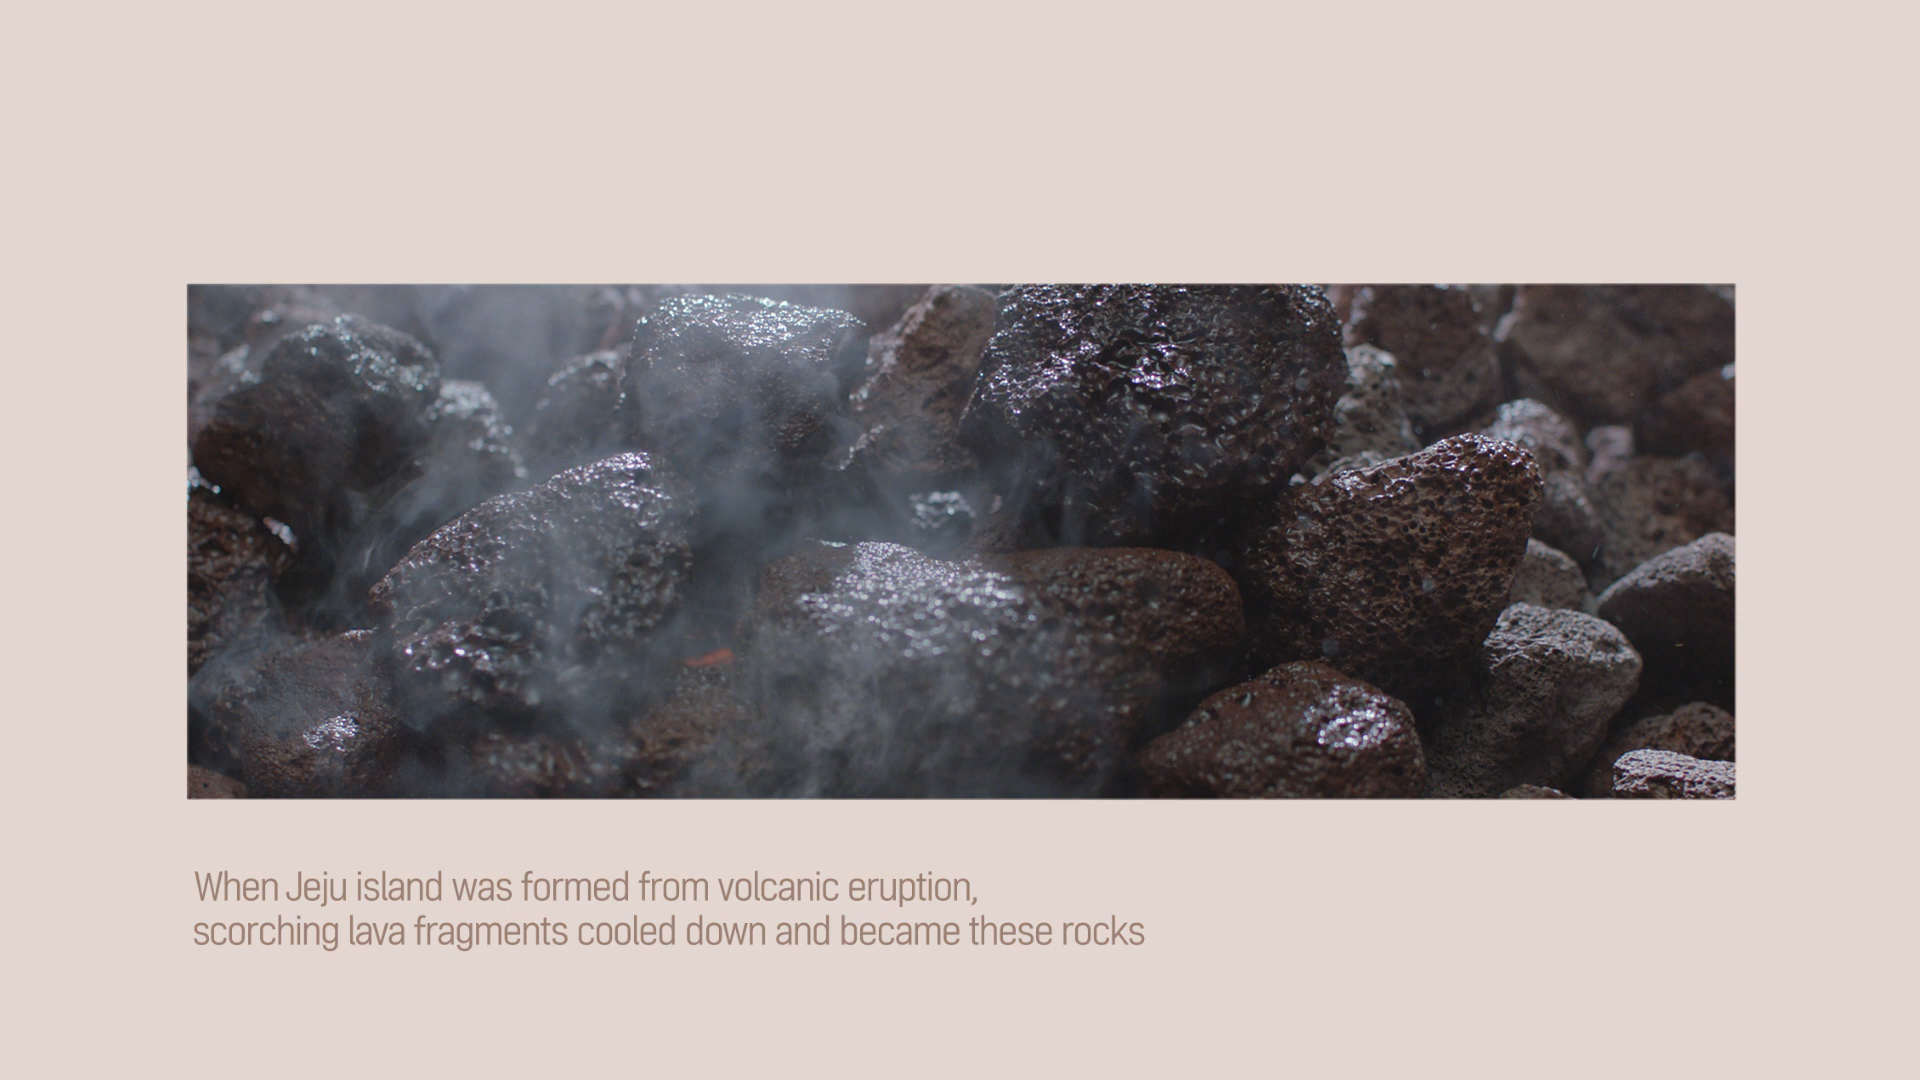 When Jeju island was formed from volcanic eruption,
scorching lava fragments cooled down and became these rocks